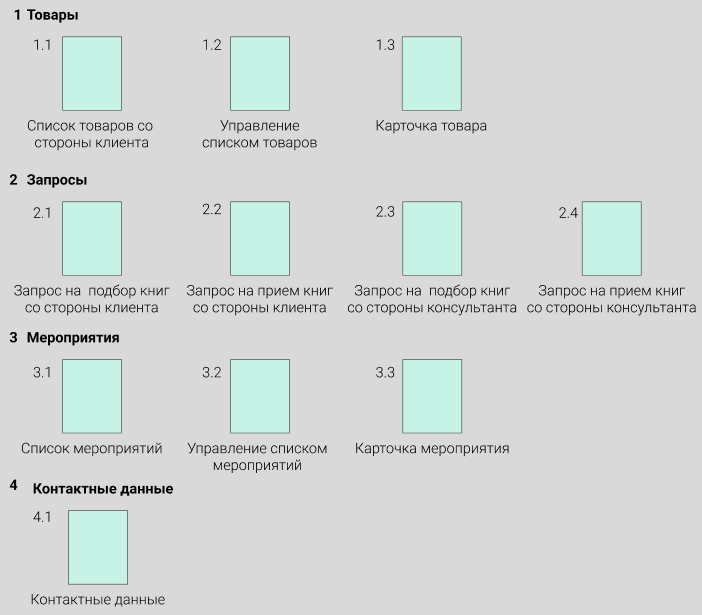 1 Товары
1.1
1.2
1.3
Список товаров со
стороны клиента
Управление
списком товаров
Карточка товара
2 Запросы
2.1
2.2
2.3
2.4
Запрос на подбор книг
со стороны клиента
Запрос на прием книг
со стороны клиента
Запрос на подбор книг
со стороны консультанта
Запрос на прием книг
со стороны консультанта
3 Мероприятия
3.1
3.2
3.3
Список мероприятий
Управление списком
мероприятий
Карточка мероприятия
4 Контактные данные
4.1
Контактные данные